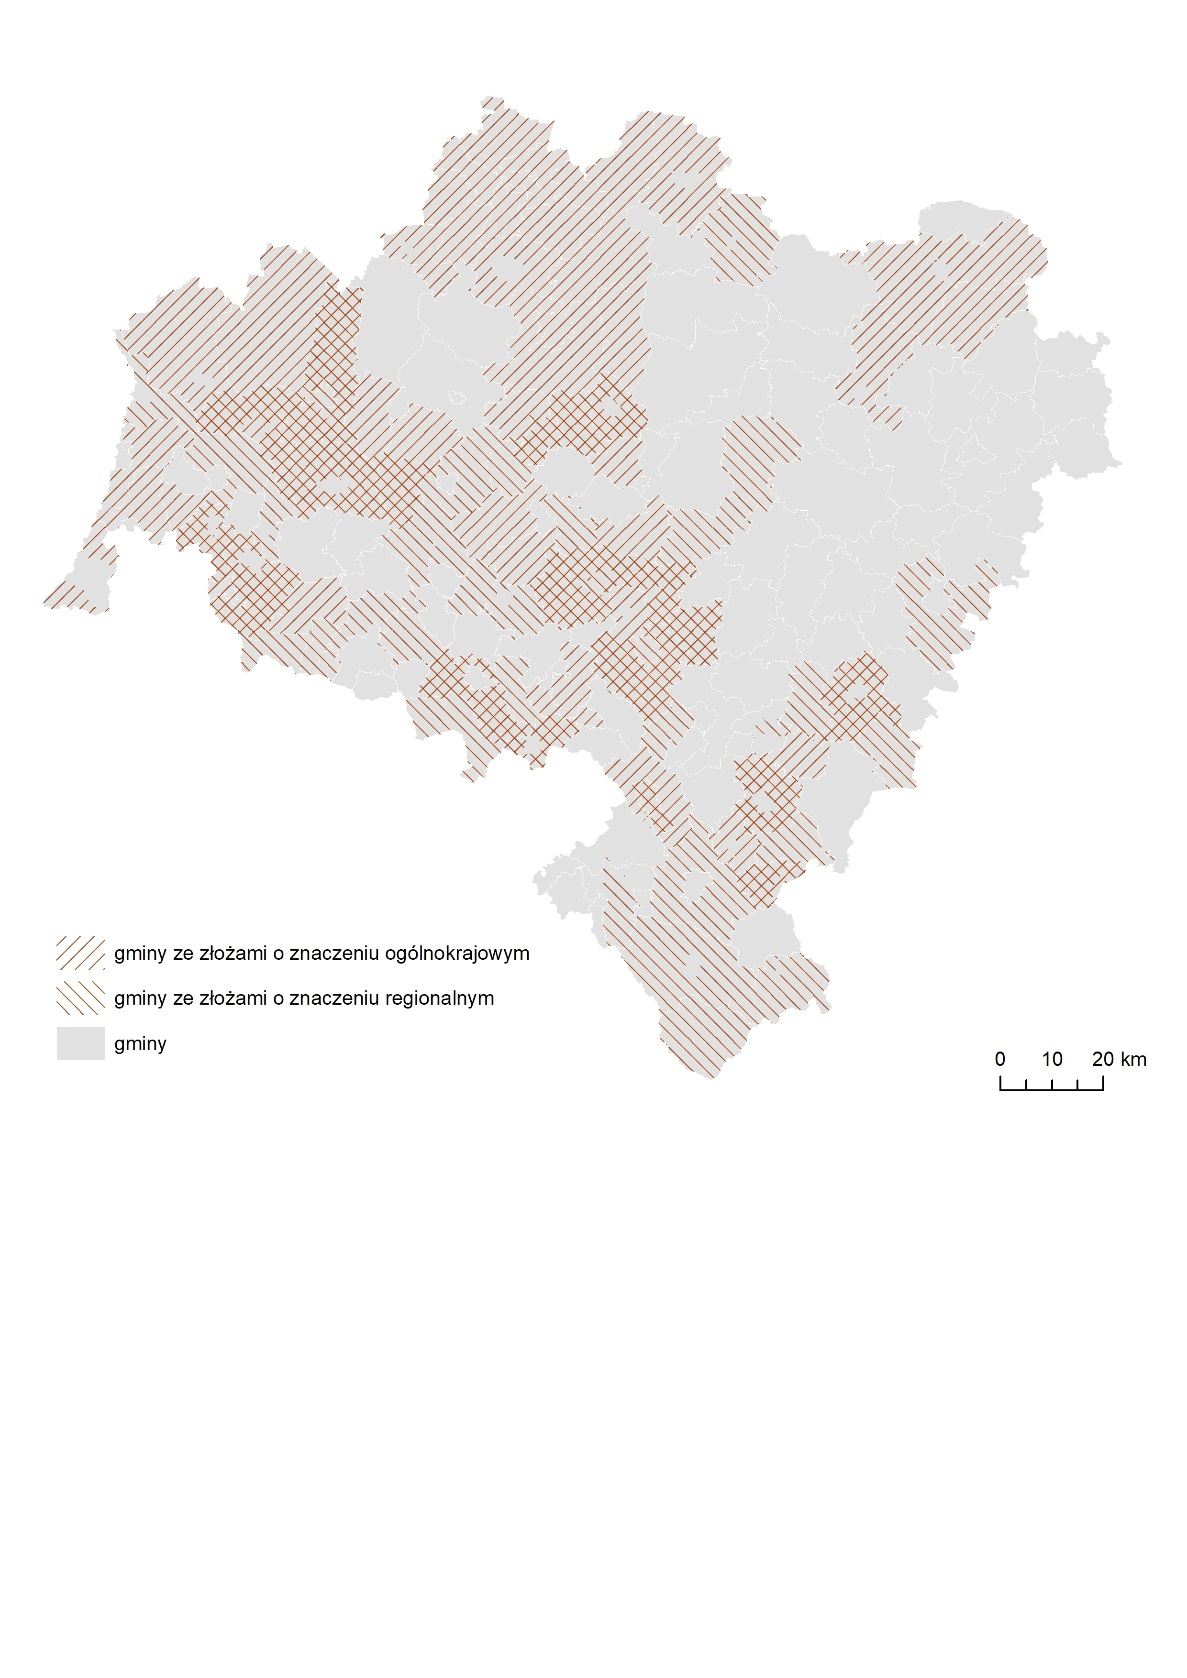 gminy ze złożami o znaczeniu ogólnokrajowym
gminy ze złożami o znaczeniu regionalnym
gminy
0 10 20 km